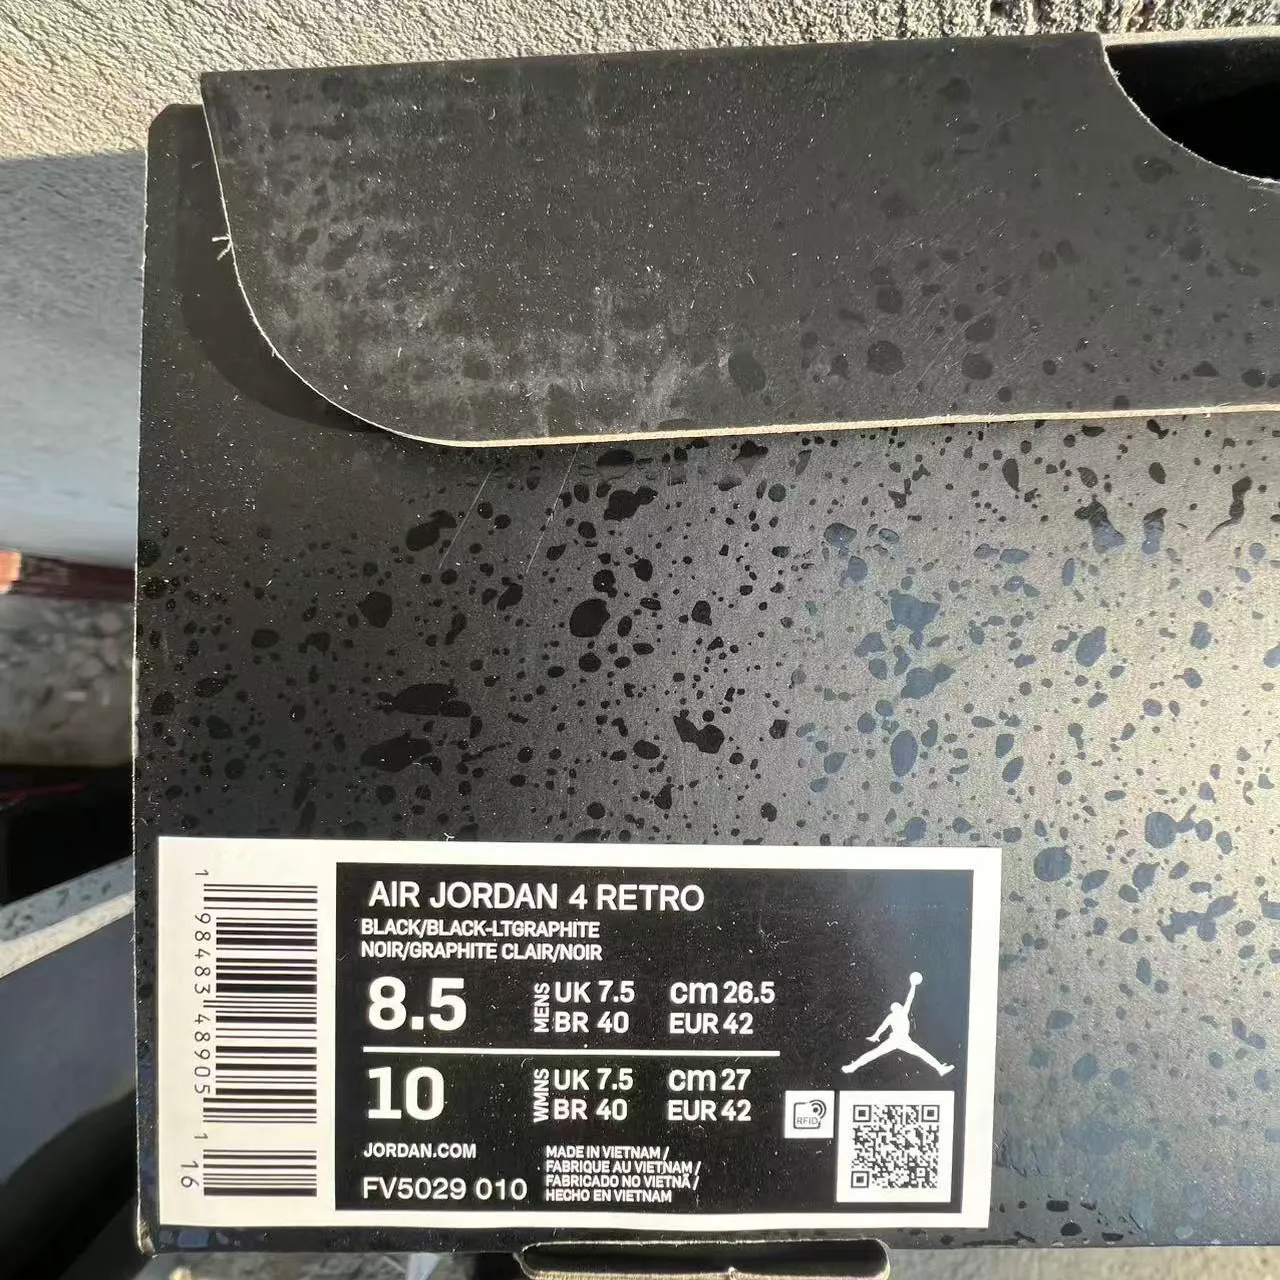 AIR JORDAN 4 RETRO
BLACK/BLACK-LTGRAPHITE
NOIR/GRAPHITE CLAIR/NOIR
8.5
MENS
UK 7.5 cm 26.5
BR 40 EUR 42
10
WMNS
UK 7.5 cm 27
BR 40 EUR 42
JORDAN.COM
FV5029 010
MADE IN VIETNAM /
FABRIQUE AU VIETNAM /
FABRICADO NO VIETNÃ /
HECHO EN VIETNAM
RFID
1 98483 48905 1
16